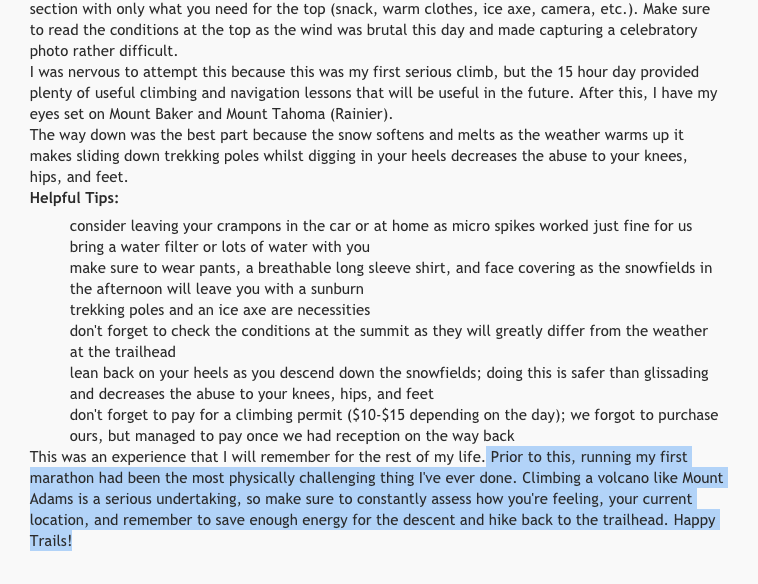 section with only what you need for the top (snack, warm clothes, ice axe, camera, etc.). Make sure
to read the conditions at the top as the wind was brutal this day and made capturing a celebratory
photo rather difficult.
I was nervous to attempt this because this was my first serious climb, but the 15 hour day provided
plenty of useful climbing and navigation lessons that will be useful in the future. After this, I have my
eyes set on Mount Baker and Mount Tahoma (Rainier).
The way down was the best part because the snow softens and melts as the weather warms up it
makes sliding down trekking poles whilst digging in your heels decreases the abuse to your knees,
hips, and feet.
Helpful Tips:
consider leaving your crampons in the car or at home as micro spikes worked just fine for us
bring a water filter or lots of water with you
make sure to wear pants, a breathable long sleeve shirt, and face covering as the snowfields in
the afternoon will leave you with a sunburn
trekking poles and an ice axe are necessities
don't forget to check the conditions at the summit as they will greatly differ from the weather
at the trailhead
lean back on your heels as you descend down the snowfields; doing this is safer than glissading
and decreases the abuse to your knees, hips, and feet
don't forget to pay for a climbing permit ($10-$15 depending on the day); we forgot to purchase
ours, but managed to pay once we had reception on the way back
This was an experience that I will remember for the rest of my life. Prior to this, running my first
marathon had been the most physically challenging thing I've ever done. Climbing a volcano like Mount
Adams is a serious undertaking, so make sure to constantly assess how you're feeling, your current
location, and remember to save enough energy for the descent and hike back to the trailhead. Happy
Trails!